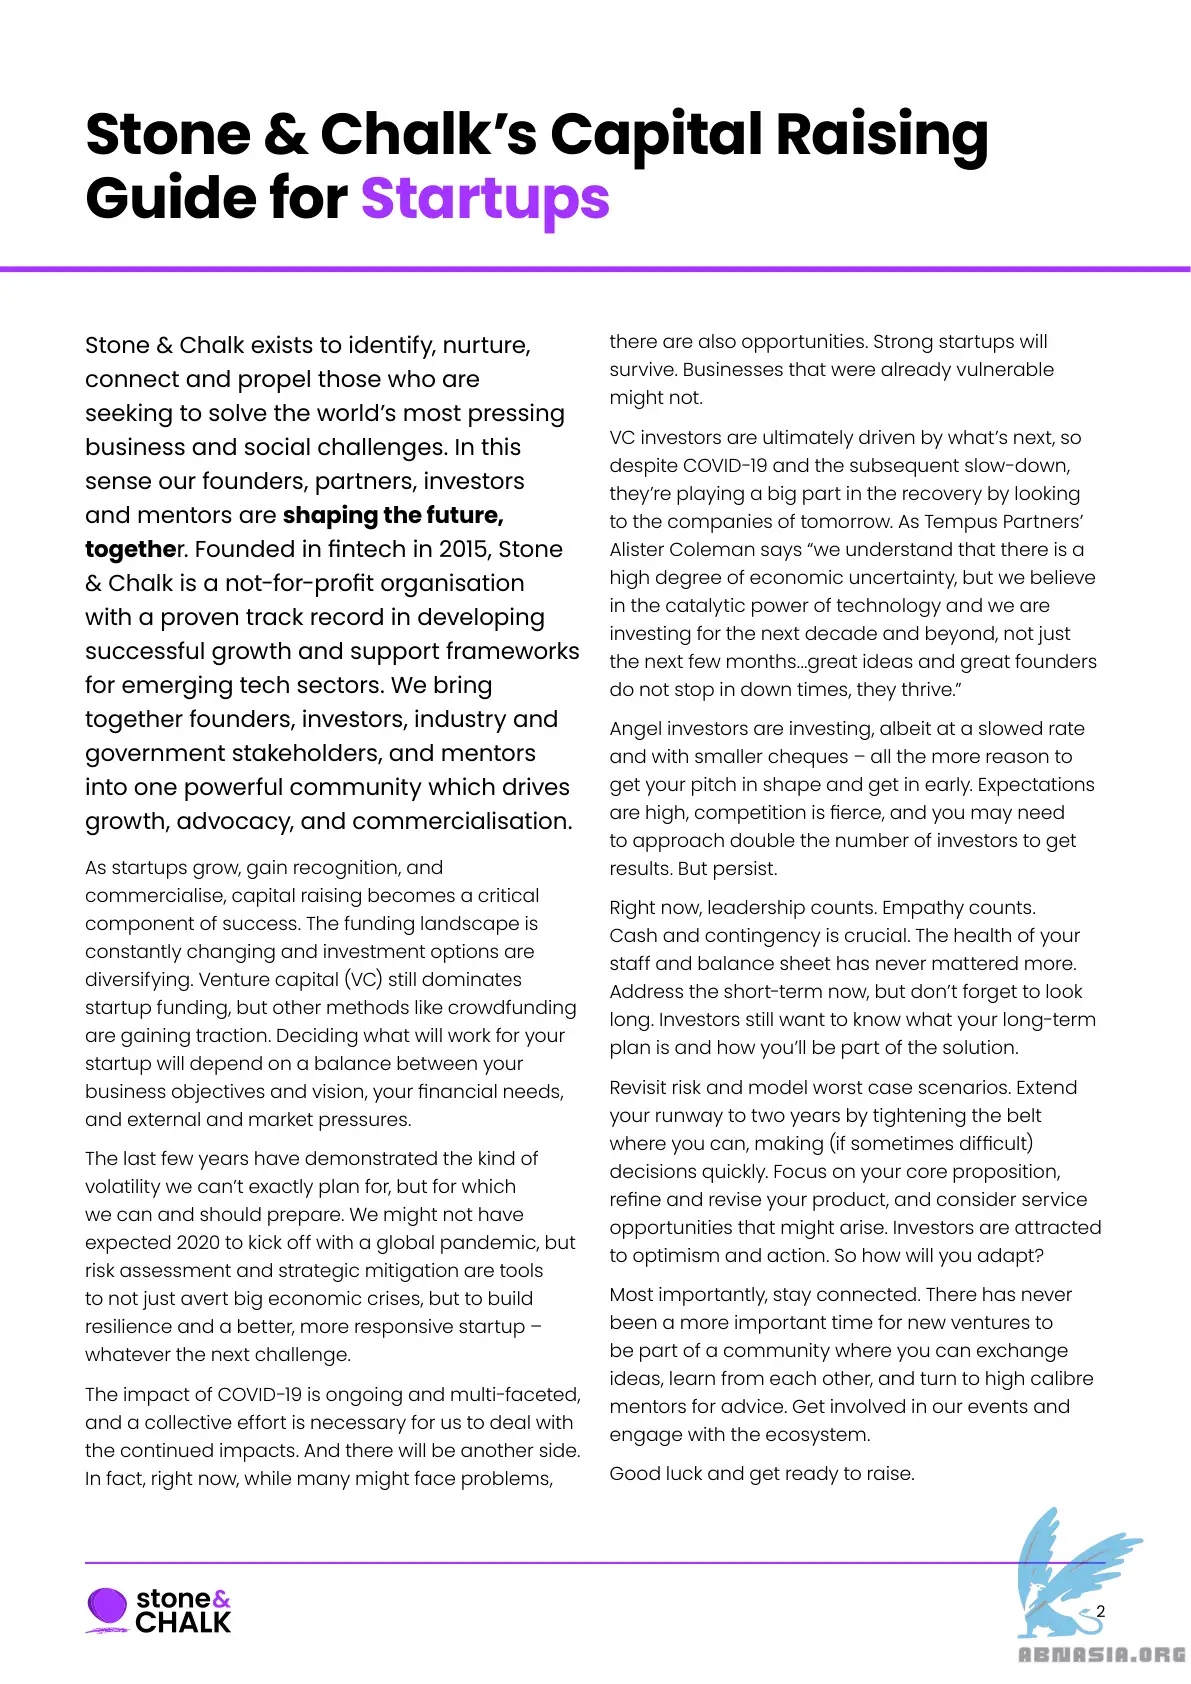 Stone & Chalk’s Capital Raising
Guide for Startups
Stone & Chalk exists to identify, nurture,
connect and propel those who are
seeking to solve the world’s most pressing
business and social challenges. In this
sense our founders, partners, investors
and mentors are shaping the future,
together. Founded in fintech in 2015, Stone
& Chalk is a not-for-profit organisation
with a proven track record in developing
successful growth and support frameworks
for emerging tech sectors. We bring
together founders, investors, industry and
government stakeholders, and mentors
into one powerful community which drives
growth, advocacy, and commercialisation.
As startups grow, gain recognition, and
commercialise, capital raising becomes a critical
component of success. The funding landscape is
constantly changing and investment options are
diversifying. Venture capital (VC) still dominates
startup funding, but other methods like crowdfunding
are gaining traction. Deciding what will work for your
startup will depend on a balance between your
business objectives and vision, your financial needs,
and external and market pressures.
The last few years have demonstrated the kind of
volatility we can’t exactly plan for, but for which
we can and should prepare. We might not have
expected 2020 to kick off with a global pandemic, but
risk assessment and strategic mitigation are tools
to not just avert big economic crises, but to build
resilience and a better, more responsive startup –
whatever the next challenge.
The impact of COVID-19 is ongoing and multi-faceted,
and a collective effort is necessary for us to deal with
the continued impacts. And there will be another side.
In fact, right now, while many might face problems,
there are also opportunities. Strong startups will
survive. Businesses that were already vulnerable
might not.
VC investors are ultimately driven by what’s next, so
despite COVID-19 and the subsequent slow-down,
they’re playing a big part in the recovery by looking
to the companies of tomorrow. As Tempus Partners’
Alister Coleman says “we understand that there is a
high degree of economic uncertainty, but we believe
in the catalytic power of technology and we are
investing for the next decade and beyond, not just
the next few months...great ideas and great founders
do not stop in down times, they thrive.”
Angel investors are investing, albeit at a slowed rate
and with smaller cheques – all the more reason to
get your pitch in shape and get in early. Expectations
are high, competition is fierce, and you may need
to approach double the number of investors to get
results. But persist.
Right now, leadership counts. Empathy counts.
Cash and contingency is crucial. The health of your
staff and balance sheet has never mattered more.
Address the short-term now, but don’t forget to look
long. Investors still want to know what your long-term
plan is and how you’ll be part of the solution.
Revisit risk and model worst case scenarios. Extend
your runway to two years by tightening the belt
where you can, making (if sometimes difficult)
decisions quickly. Focus on your core proposition,
refine and revise your product, and consider service
opportunities that might arise. Investors are attracted
to optimism and action. So how will you adapt?
Most importantly, stay connected. There has never
been a more important time for new ventures to
be part of a community where you can exchange
ideas, learn from each other, and turn to high calibre
mentors for advice. Get involved in our events and
engage with the ecosystem.
Good luck and get ready to raise.
stone&
CHALK
2
ABNASIA.ORG